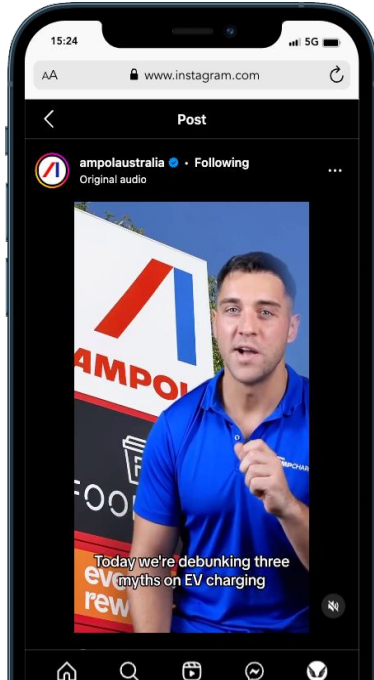 15:24
5G
AA
www.instagram.com
Post
ampolaustralia • Following
Original audio
AMPOL
Today we're debunking three
myths on EV charging